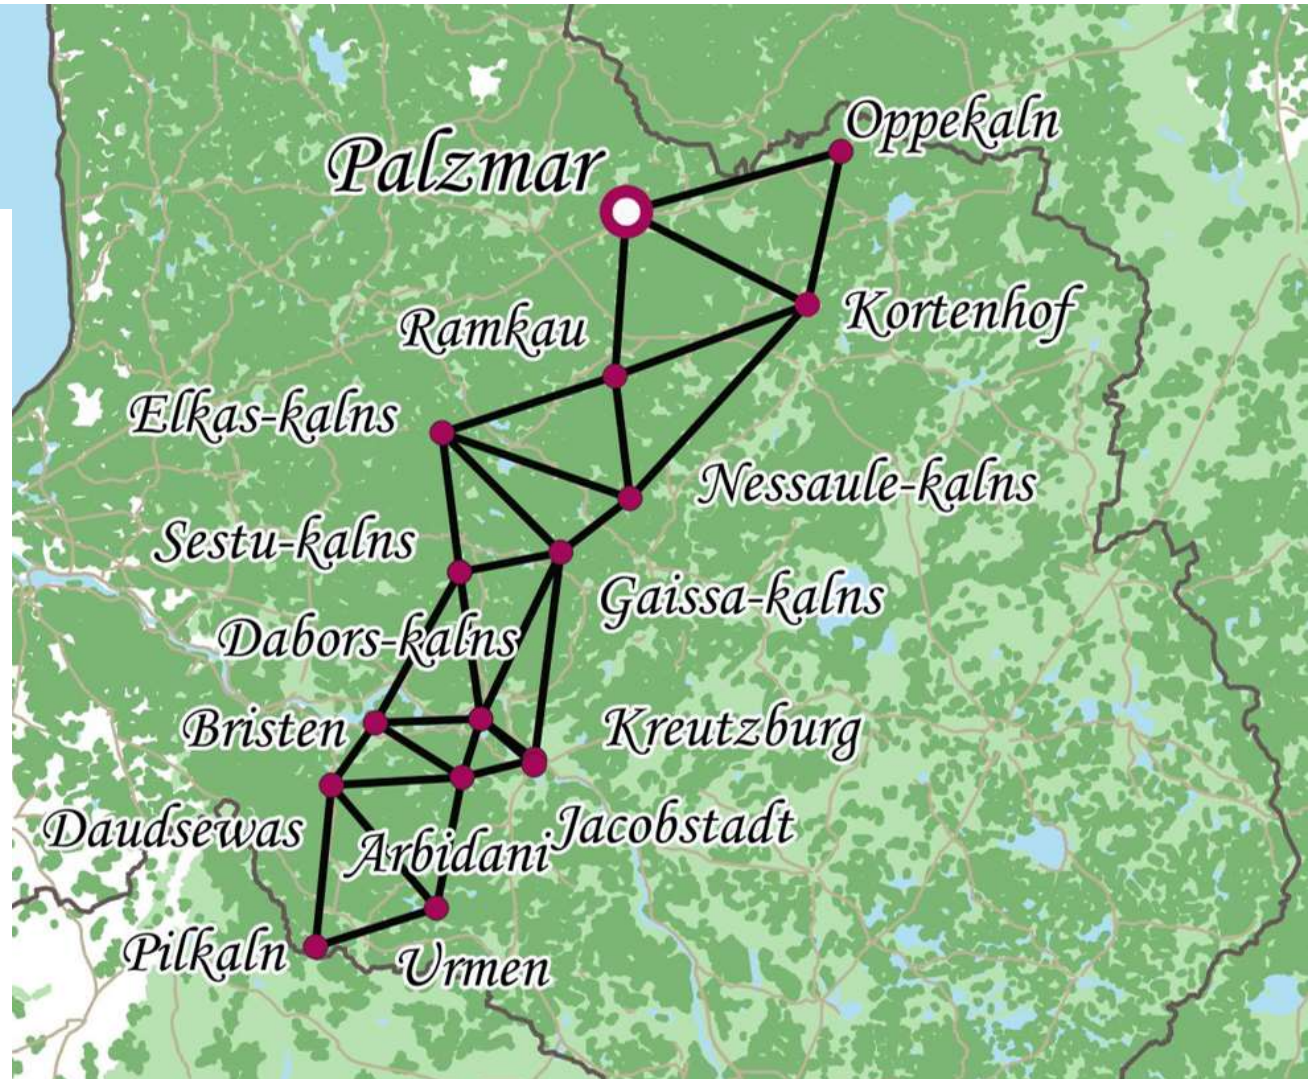 Oppekaln
Palzmar
Kortenhof
Ramkau
Elkas-kalns
Nessaule-kalns
Sestu-kalns
Gaissa-kalns
Dabors-kalns
Bristen
Kreutzburg
Daudsewas
Arbidani
Jacobstadt
Pilkaln
Urmen